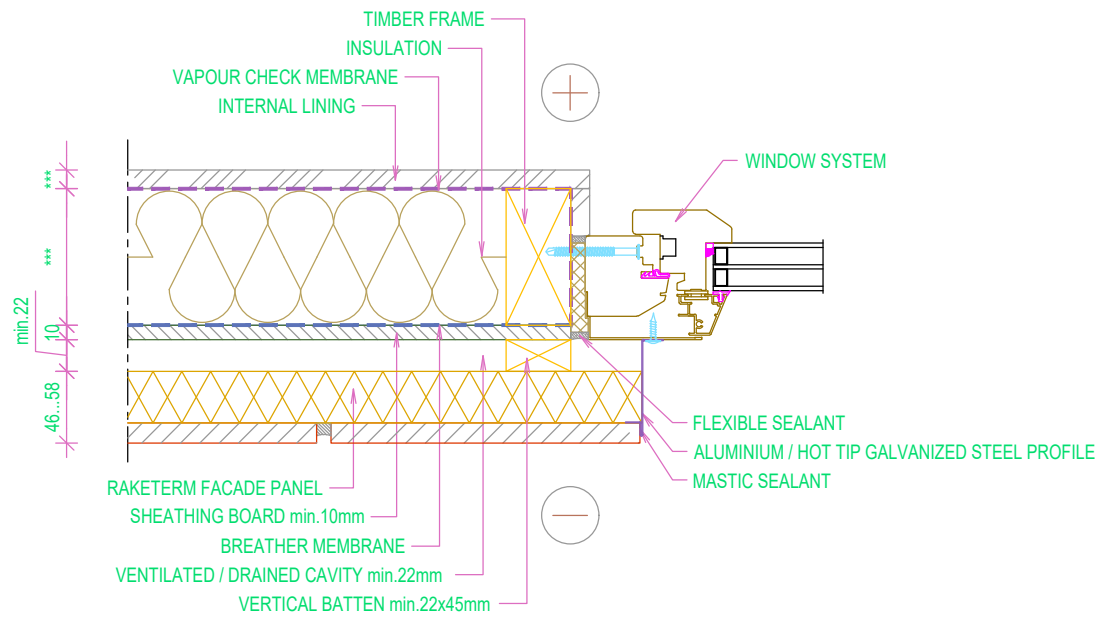 TIMBER FRAME
INSULATION
VAPOUR CHECK MEMBRANE
INTERNAL LINING
WINDOW SYSTEM
***
***
min.22
10
46...58
FLEXIBLE SEALANT
ALUMINIUM / HOT TIP GALVANIZED STEEL PROFILE
MASTIC SEALANT
RAKETERM FACADE PANEL
SHEATHING BOARD min.10mm
BREATHER MEMBRANE
VENTILATED / DRAINED CAVITY min.22mm
VERTICAL BATTEN min.22x45mm